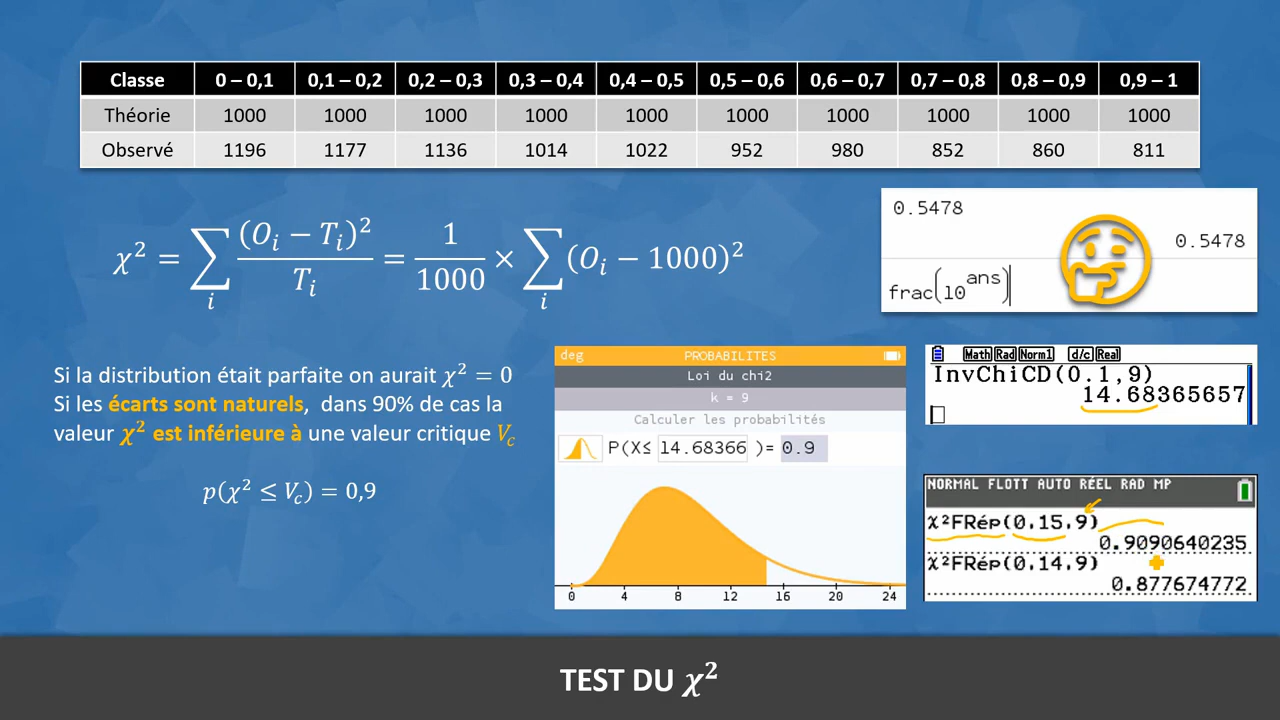 Classe 0 – 0,1 0,1 – 0,2 0,2 – 0,3 0,3 – 0,4 0,4 – 0,5 0,5 – 0,6 0,6 – 0,7 0,7 – 0,8 0,8 – 0,9 0,9 – 1
Théorie 1000 1000 1000 1000 1000 1000 1000 1000 1000 1000
Observé 1196 1177 1136 1014 1022 952 980 852 860 811
χ² = ∑_i (O_i − T_i)² / T_i = 1/1000 × ∑_i (O_i − 1000)²
0.5478
0.5478
frac(10^ans)
Si la distribution était parfaite on aurait χ² = 0
Si les écarts sont naturels, dans 90% de cas la
valeur χ² est inférieure à une valeur critique V_c
p(χ² ≤ V_c) = 0,9
deg PROBABILITES
Loi du chi2
k = 9
Calculer les probabilités
P(X≤ 14.68366 )= 0.9
0 4 8 12 16 20 24
Math Rad Norm1 d/c Real
InvChiCD(0.1,9)
14.68365657
NORMAL FLOTT AUTO RÉEL RAD MP
χ²FRép(0.15.9)
0.9090640235
χ²FRép(0.14.9)
0.877674772
TEST DU χ²